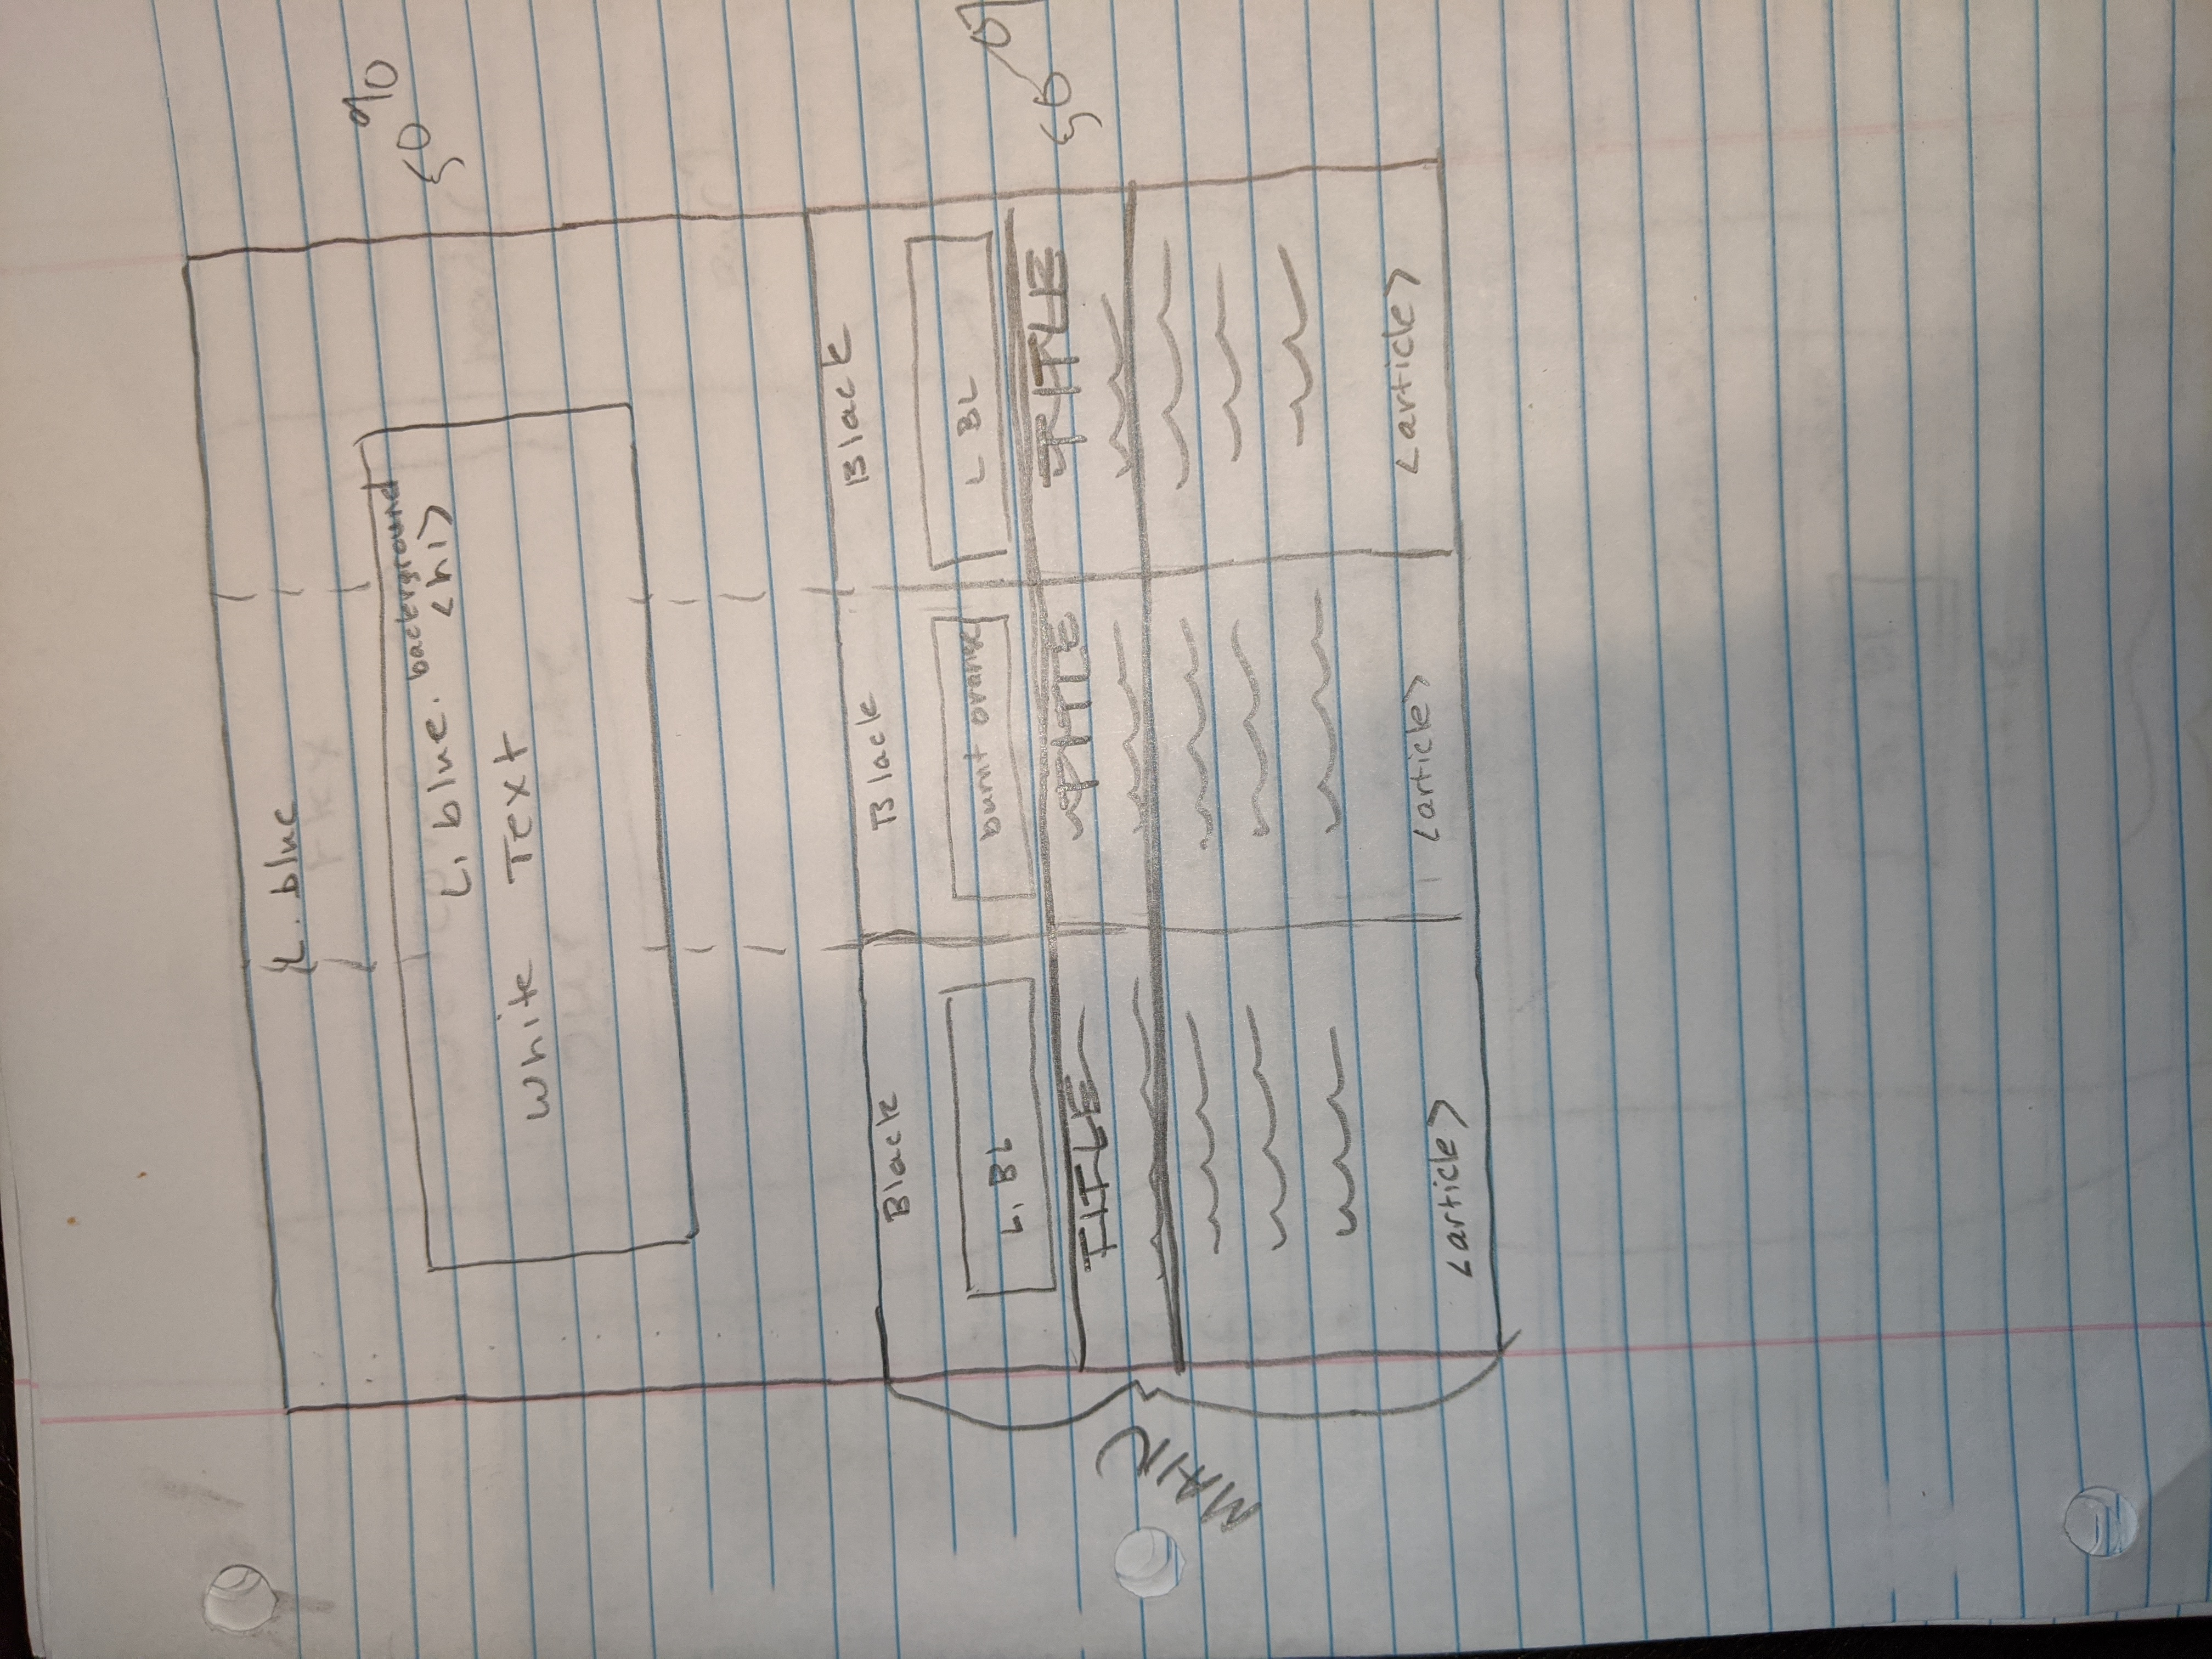 L. blue
50%
background
L, blue. <h1>
White Text
Black Black Black
L, BL burnt orange L BL
TITLE TITLE TITLE
50%
MAIN
<article> <article> <article>